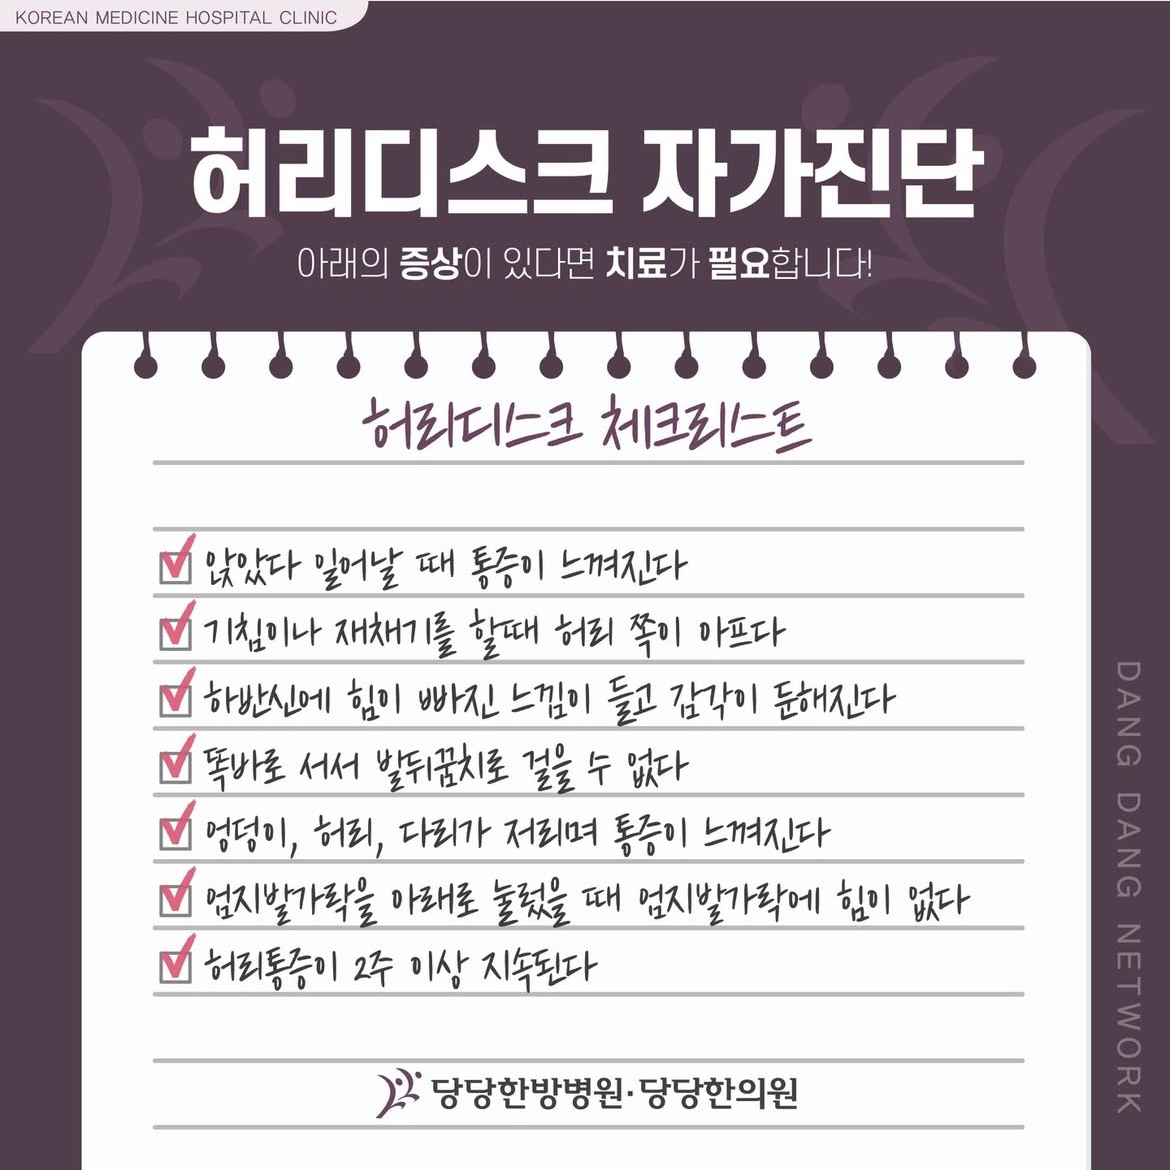 KOREAN MEDICINE HOSPITAL CLINIC
허리디스크 자가진단
아래의 증상이 있다면 치료가 필요합니다!
허리디스크 체크리스트
앉았다 일어날 때 통증이 느껴진다
기침이나 재채기를 할때 허리 쪽이 아프다
하반신에 힘이 빠진 느낌이 들고 감각이 둔해진다
똑바로 서서 발뒤꿈치로 걸을 수 없다
엉덩이, 허리, 다리가 저리며 통증이 느껴진다
엄지발가락을 아래로 눌렀을 때 엄지발가락에 힘이 없다
허리통증이 2주 이상 지속된다
당당한방병원·당당한의원
DANG DANG NETWORK